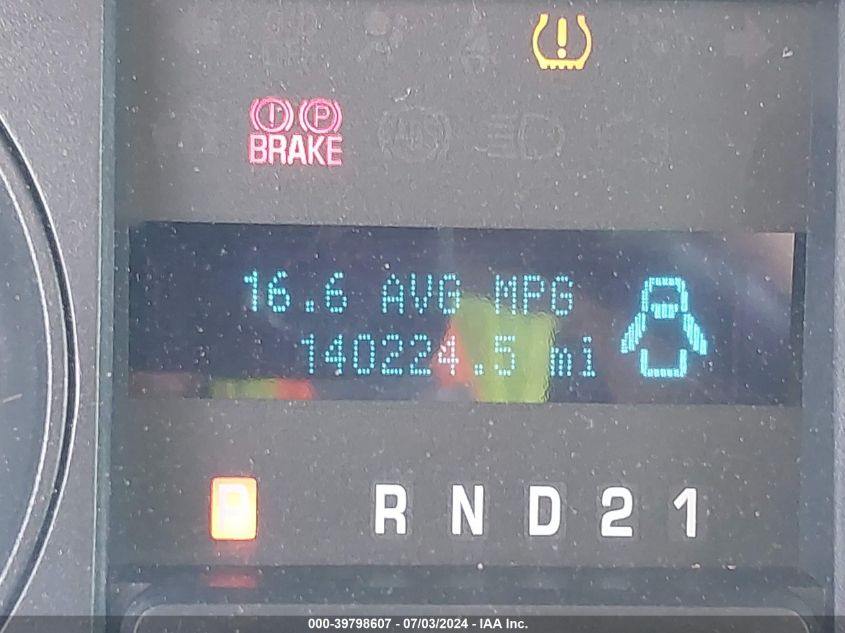 ! P
BRAKE
16.6 AVG MPG
140224.5 mi
P R N D 2 1
000-39798607 - 07/03/2024 - IAA Inc.